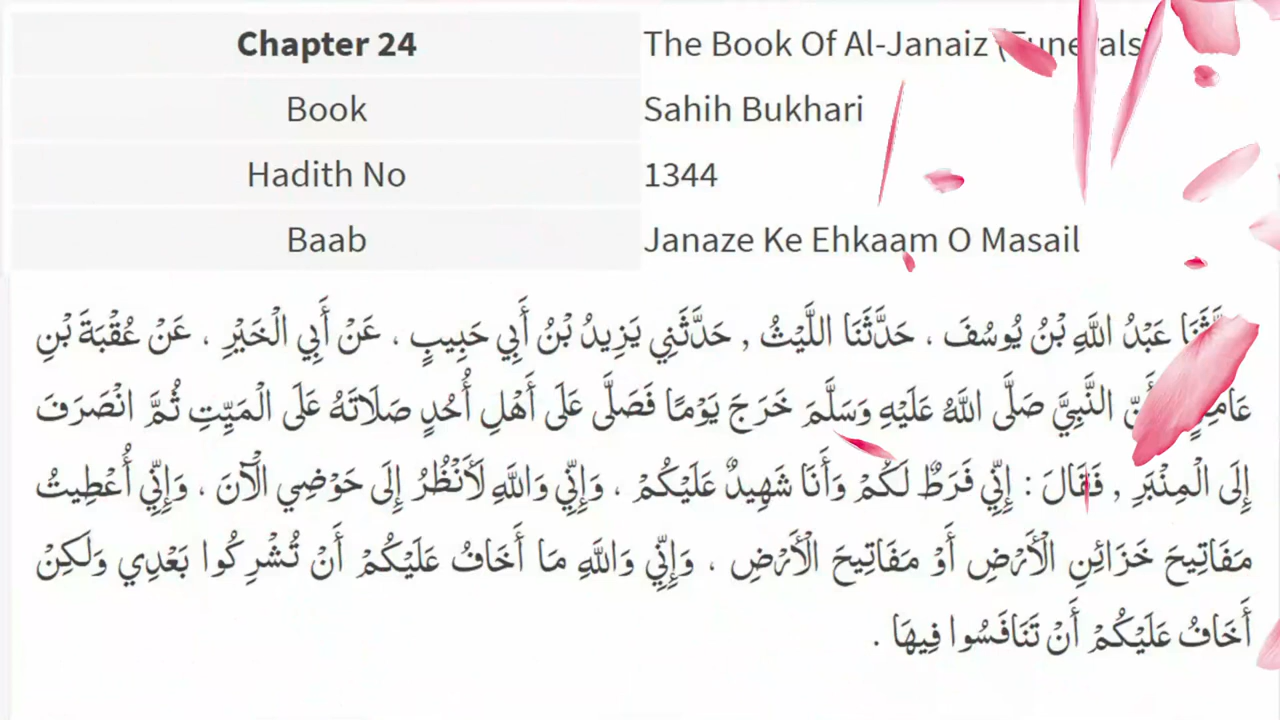 Chapter 24 The Book Of Al-Janaiz (Funerals)
Book Sahih Bukhari
Hadith No 1344
Baab Janaze Ke Ehkaam O Masail
حَدَّثَنَا عَبْدُ اللَّهِ بْنُ يُوسُفَ ، حَدَّثَنَا اللَّيْثُ , حَدَّثَنِي يَزِيدُ بْنُ أَبِي حَبِيبٍ ، عَنْ أَبِي الْخَيْرِ ، عَنْ عُقْبَةَ بْنِ
عَامِرٍ أَنّ النَّبِيَّ صَلَّى اللَّهُ عَلَيْهِ وَسَلَّمَ خَرَجَ يَوْمًا فَصَلَّى عَلَى أَهْلِ أُحُدٍ صَلَاتَهُ عَلَى الْمَيِّتِ ثُمَّ انْصَرَفَ
إِلَى الْمِنْبَرِ , فَقَالَ : إِنِّي فَرَطٌ لَكُمْ وَأَنَا شَهِيدٌ عَلَيْكُمْ ، وَإِنِّي وَاللَّهِ لَأَنْظُرُ إِلَى حَوْضِي الْآنَ ، وَإِنِّي أُعْطِيتُ
مَفَاتِيحَ خَزَائِنِ الْأَرْضِ أَوْ مَفَاتِيحَ الْأَرْضِ ، وَإِنِّي وَاللَّهِ مَا أَخَافُ عَلَيْكُمْ أَنْ تُشْرِكُوا بَعْدِي وَلَكِنْ
أَخَافُ عَلَيْكُمْ أَنْ تَنَافَسُوا فِيهَا .